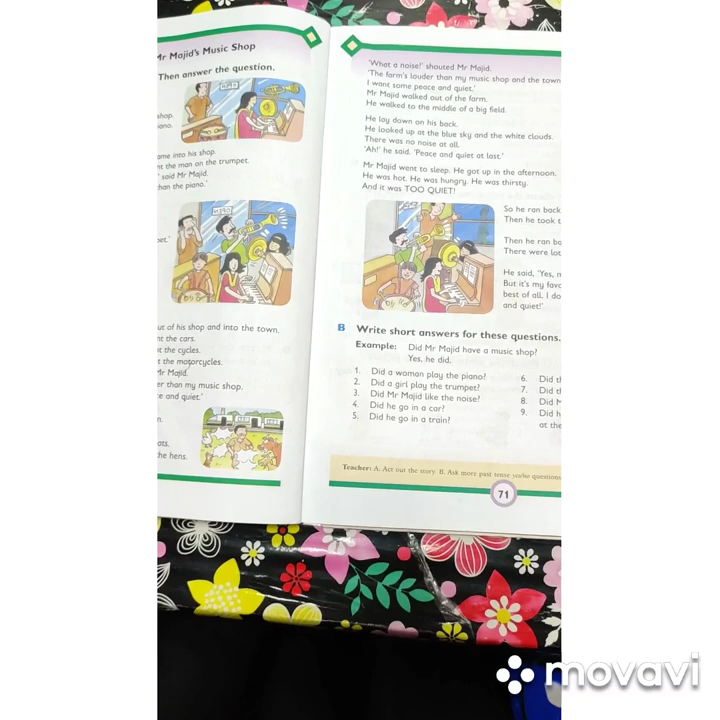 Mr Majid's Music Shop
Then answer the question.
shop.
iano.
ame into his shop.
nt the man on the trumpet.
' said Mr Majid.
than the piano.'
pet.'
ut of his shop and into the town.
nt the cars.
nt the cycles.
t the motorcycles.
Mr Majid.
er than my music shop.
ce and quiet.'
n.
ats.
he hens.
'What a noise!' shouted Mr Majid.
'The farm's louder than my music shop and the town
I want some peace and quiet.'
Mr Majid walked out of the farm.
He walked to the middle of a big field.
He lay down on his back.
He looked up at the blue sky and the white clouds.
There was no noise at all.
'Ah!' he said. 'Peace and quiet at last.'
Mr Majid went to sleep. He got up in the afternoon.
He was hot. He was hungry. He was thirsty.
And it was TOO QUIET!
So he ran back
Then he took t
Then he ran ba
There were lot
He said, 'Yes, n
But it's my favo
best of all. I do
and quiet!'
B Write short answers for these questions.
Example: Did Mr Majid have a music shop?
Yes, he did.
1. Did a woman play the piano?
2. Did a girl play the trumpet?
3. Did Mr Majid like the noise?
4. Did he go in a car?
5. Did he go in a train?
6. Did th
7. Did th
8. Did M
9. Did h
at the
Teacher: A. Act out the story. B. Ask more past tense yes/no questions
71
movavi